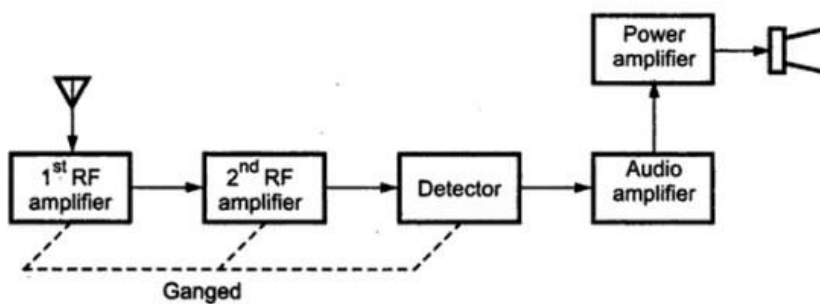 Power
amplifier
1st RF
amplifier
2nd RF
amplifier
Detector
Audio
amplifier
Ganged